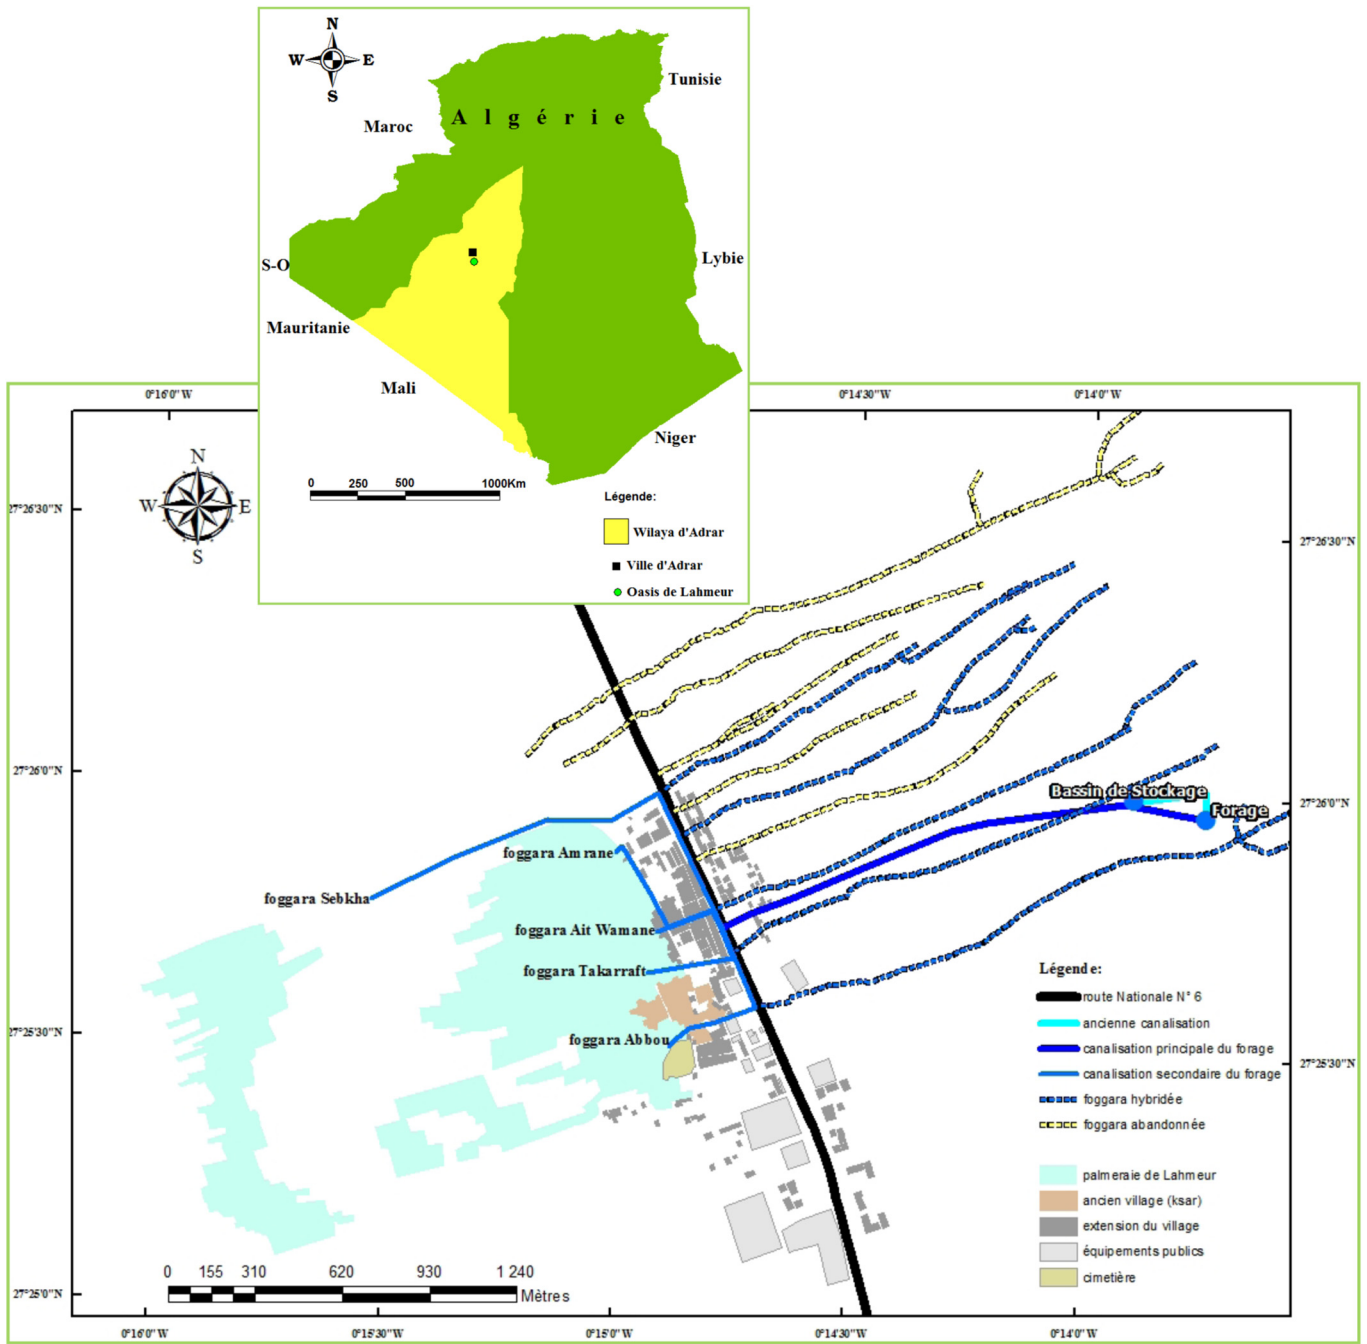 N
W E
S
Tunisie
Algérie
Maroc
S-O
Lybie
Mauritanie
Mali
Niger
0 250 500 1000Km
Légende:
Wilaya d'Adrar
Ville d'Adrar
Oasis de Lahmeur
0°16'0"W 0°14'30"W 0°14'0"W
N
W E
S
27°26'30"N 27°26'30"N
27°26'0"N 27°26'0"N
Bassin de Stockage
Forage
foggara Amrane
foggara Sebkha
foggara Ait Wamane
foggara Takarraft
foggara Abbou
27°25'30"N 27°25'30"N
Légende:
route Nationale N° 6
ancienne canalisation
canalisation principale du forage
canalisation secondaire du forage
foggara hybridée
foggara abandonnée
palmeraie de Lahmeur
ancien village (ksar)
extension du village
équipements publics
cimetière
0 155 310 620 930 1 240
Mètres
27°25'0"N
0°16'0"W 0°15'30"W 0°15'0"W 0°14'30"W 0°14'0"W